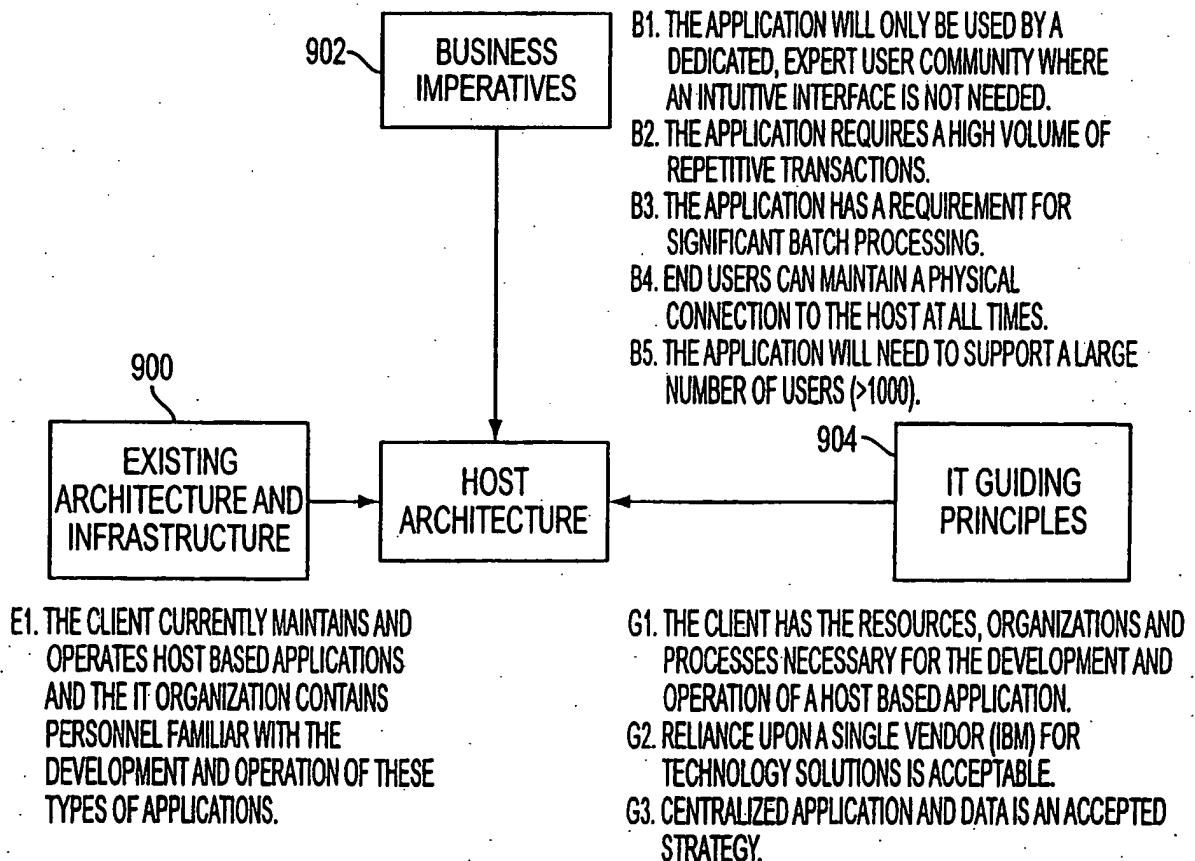 902
BUSINESS
IMPERATIVES
B1. THE APPLICATION WILL ONLY BE USED BY A
DEDICATED, EXPERT USER COMMUNITY WHERE
AN INTUITIVE INTERFACE IS NOT NEEDED.
B2. THE APPLICATION REQUIRES A HIGH VOLUME OF
REPETITIVE TRANSACTIONS.
B3. THE APPLICATION HAS A REQUIREMENT FOR
SIGNIFICANT BATCH PROCESSING.
B4. END USERS CAN MAINTAIN A PHYSICAL
CONNECTION TO THE HOST AT ALL TIMES.
B5. THE APPLICATION WILL NEED TO SUPPORT A LARGE
NUMBER OF USERS (>1000).
900
EXISTING
ARCHITECTURE AND
INFRASTRUCTURE
HOST
ARCHITECTURE
904
IT GUIDING
PRINCIPLES
E1. THE CLIENT CURRENTLY MAINTAINS AND
OPERATES HOST BASED APPLICATIONS
AND THE IT ORGANIZATION CONTAINS
PERSONNEL FAMILIAR WITH THE
DEVELOPMENT AND OPERATION OF THESE
TYPES OF APPLICATIONS.
G1. THE CLIENT HAS THE RESOURCES, ORGANIZATIONS AND
PROCESSES NECESSARY FOR THE DEVELOPMENT AND
OPERATION OF A HOST BASED APPLICATION.
G2. RELIANCE UPON A SINGLE VENDOR (IBM) FOR
TECHNOLOGY SOLUTIONS IS ACCEPTABLE.
G3. CENTRALIZED APPLICATION AND DATA IS AN ACCEPTED
STRATEGY.